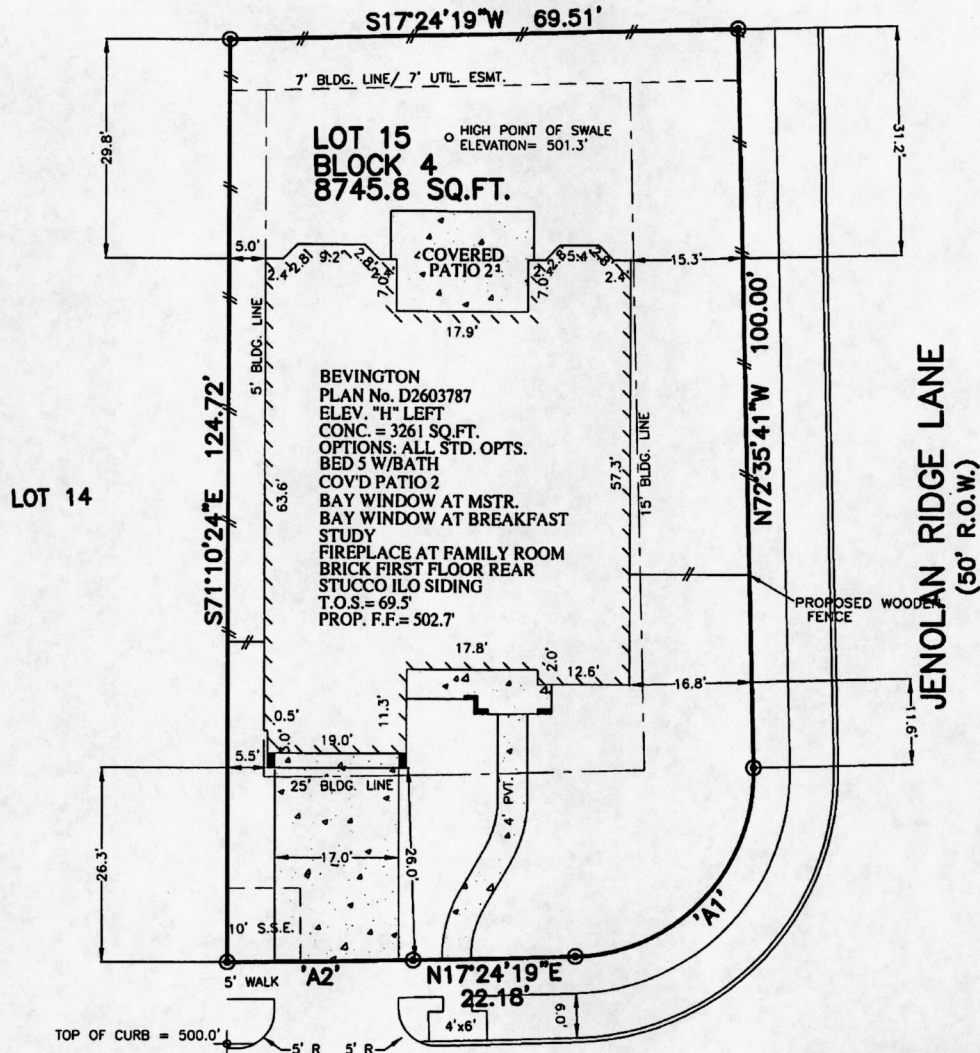 S17°24'19"W 69.51'
7' BLDG. LINE/ 7' UTIL. ESMT.
29.8'
31.2'
LOT 15
BLOCK 4
8745.8 SQ.FT.
HIGH POINT OF SWALE
ELEVATION= 501.3'
5.0'
2.4'
2.8'
9.2'
2.8'
7.0'
COVERED
PATIO 2
7.0'
2.8'
5.4'
2.8'
2.4'
15.3'
17.9'
5' BLDG. LINE
S71°10'24"E 124.72'
63.6'
BEVINGTON
PLAN No. D2603787
ELEV. "H" LEFT
CONC. = 3261 SQ.FT.
OPTIONS: ALL STD. OPTS.
BED 5 W/BATH
COV'D PATIO 2
BAY WINDOW AT MSTR.
BAY WINDOW AT BREAKFAST
STUDY
FIREPLACE AT FAMILY ROOM
BRICK FIRST FLOOR REAR
STUCCO ILO SIDING
T.O.S.= 69.5'
PROP. F.F.= 502.7'
57.3'
15' BLDG. LINE
N72°35'41"W 100.00'
JENOLAN RIDGE LANE
(50' R.O.W.)
LOT 14
PROPOSED WOODEN
FENCE
17.8'
2.0'
12.6'
16.8'
11.6'
11.3'
0.5'
19.0'
5.5'
25' BLDG. LINE
4' PVT.
26.3'
17.0'
26.0'
'A1'
10' S.S.E.
5' WALK
'A2'
N17°24'19"E
22.18'
6.0'
4'x6'
TOP OF CURB = 500.0'
5' R
5' R